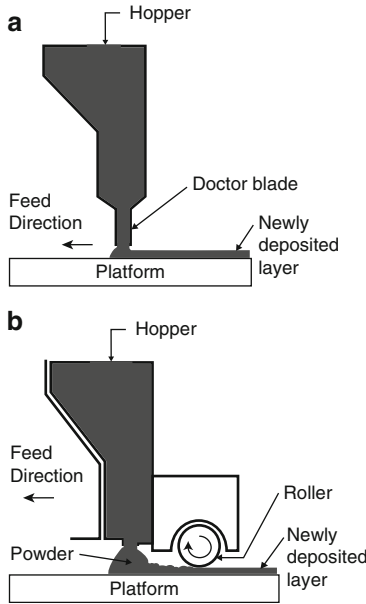 a
Hopper
Doctor blade
Feed
Direction
Newly
deposited
layer
Platform
b
Hopper
Feed
Direction
Roller
Powder
Newly
deposited
layer
Platform